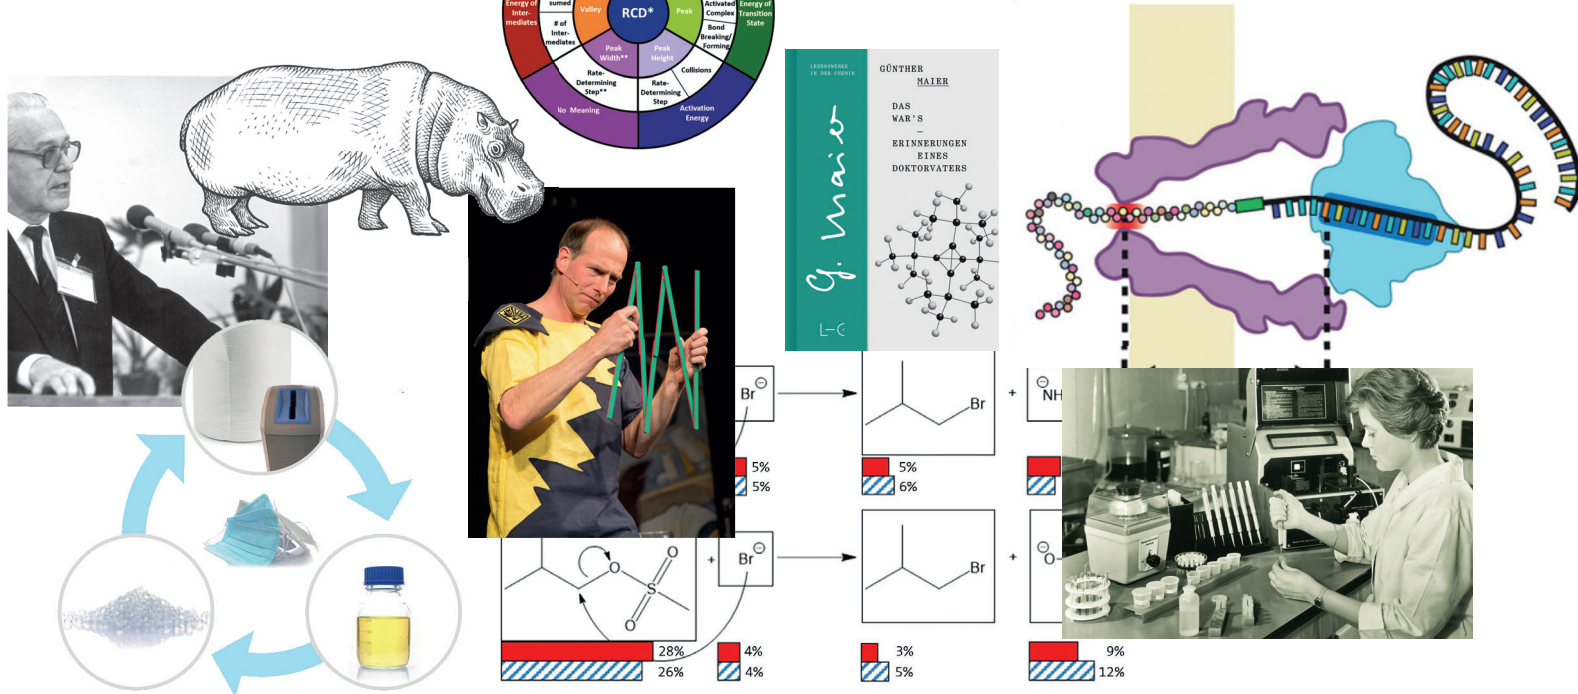 Energy of
Inter-
mediates
sumed
# of
Inter-
mediates
Valley
RCD*
Peak
Activated
Complex
Bond
Breaking/
Forming
Energy of
Transition
State
Peak
Width**
Peak
Height
Rate-
Determining
Step**
Rate-
Determining
Step
Collisions
No Meaning
Activation
Energy
LEBENSWERKE
IN DER CHEMIE
G. Maier
L—C
GÜNTHER
MAIER
DAS
WAR'S
—
ERINNERUNGEN
EINES
DOKTORVATERS
Br⊖
Br
+
⊖
NH
5%
5%
5%
6%
O
O
S
O
+
Br⊖
Br
+
⊖
O
28%
26%
4%
4%
3%
5%
9%
12%